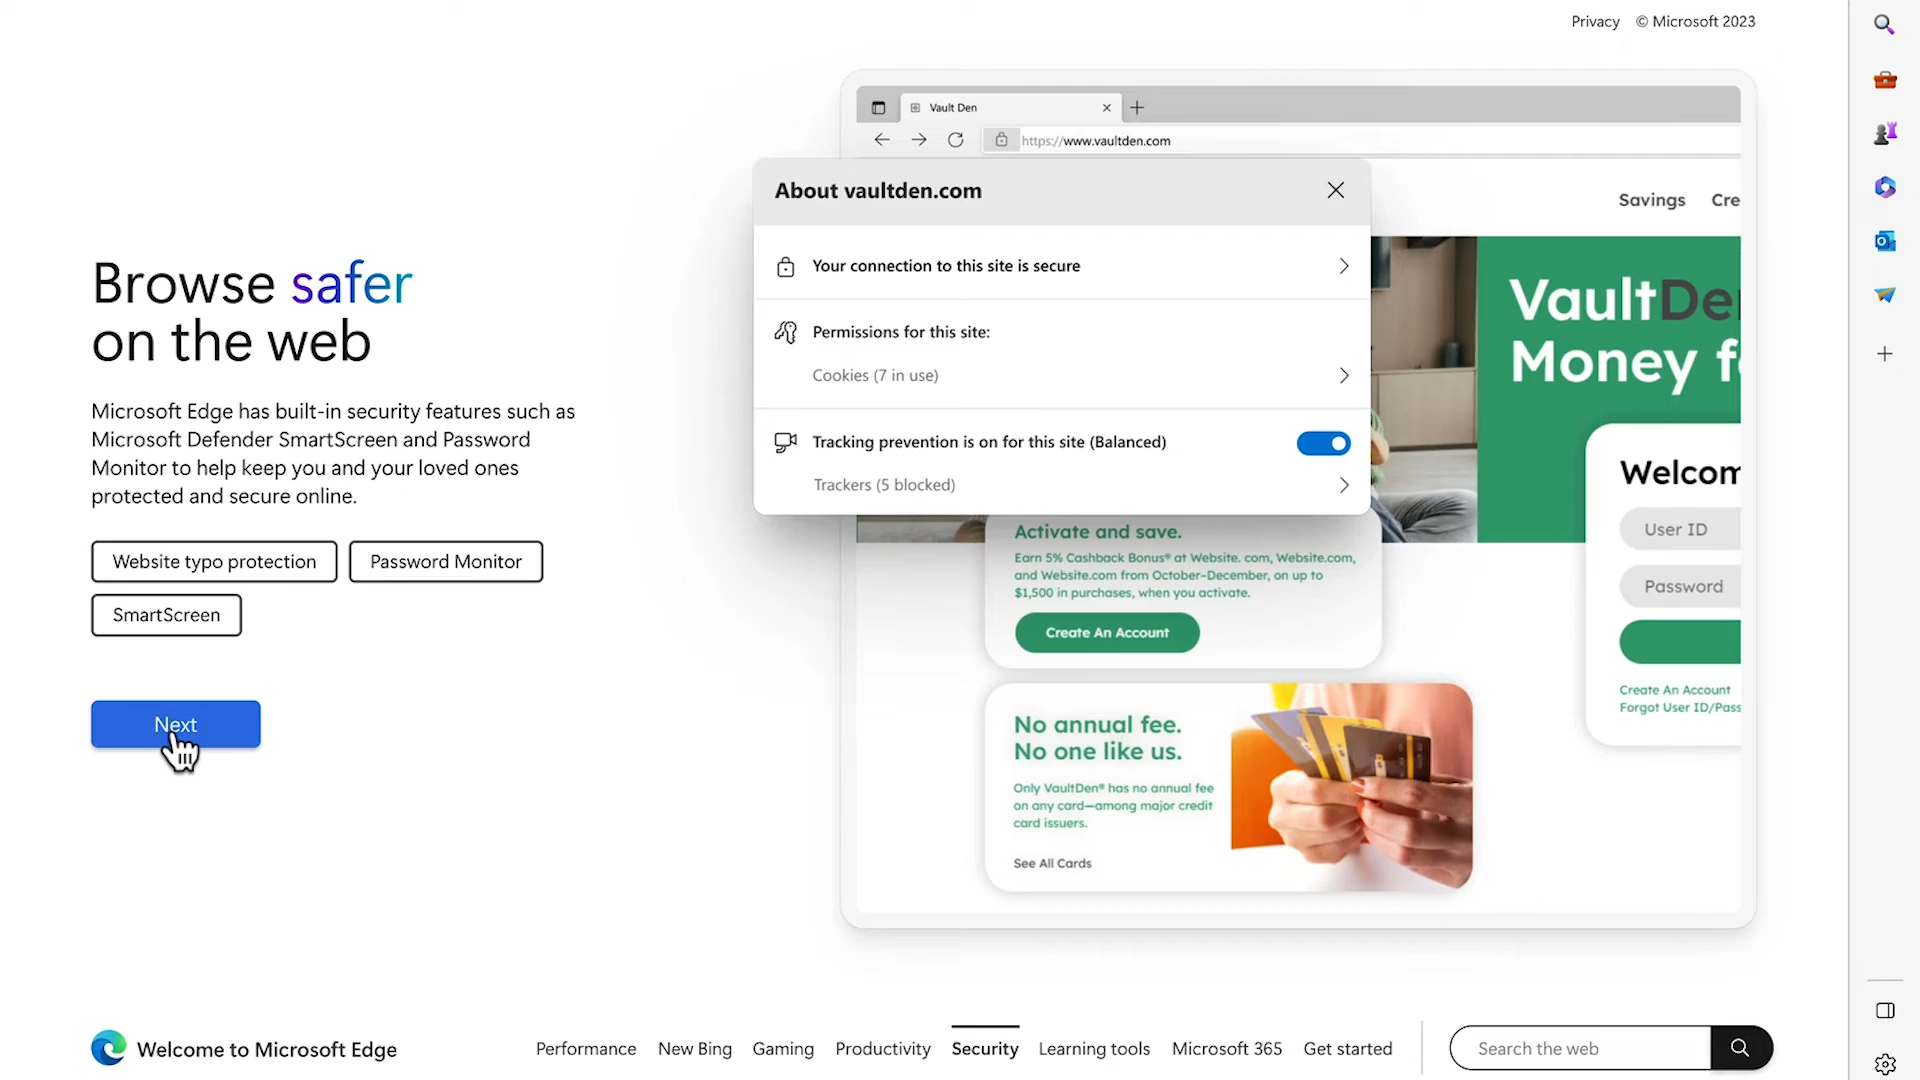 Privacy © Microsoft 2023
Vault Den
https://www.vaultden.com
About vaultden.com
Your connection to this site is secure
Permissions for this site:
Cookies (7 in use)
Tracking prevention is on for this site (Balanced)
Trackers (5 blocked)
Savings Cre
VaultDe
Money f
Welcom
User ID
Password
Create An Account
Forgot User ID/Pass
Activate and save.
Earn 5% Cashback Bonus® at Website. com, Website.com,
and Website.com from October–December, on up to
$1,500 in purchases, when you activate.
Create An Account
No annual fee.
No one like us.
Only VaultDen® has no annual fee
on any card—among major credit
card issuers.
See All Cards
Browse safer
on the web
Microsoft Edge has built-in security features such as
Microsoft Defender SmartScreen and Password
Monitor to help keep you and your loved ones
protected and secure online.
Website typo protection Password Monitor
SmartScreen
Next
Welcome to Microsoft Edge
Performance New Bing Gaming Productivity Security Learning tools Microsoft 365 Get started
Search the web